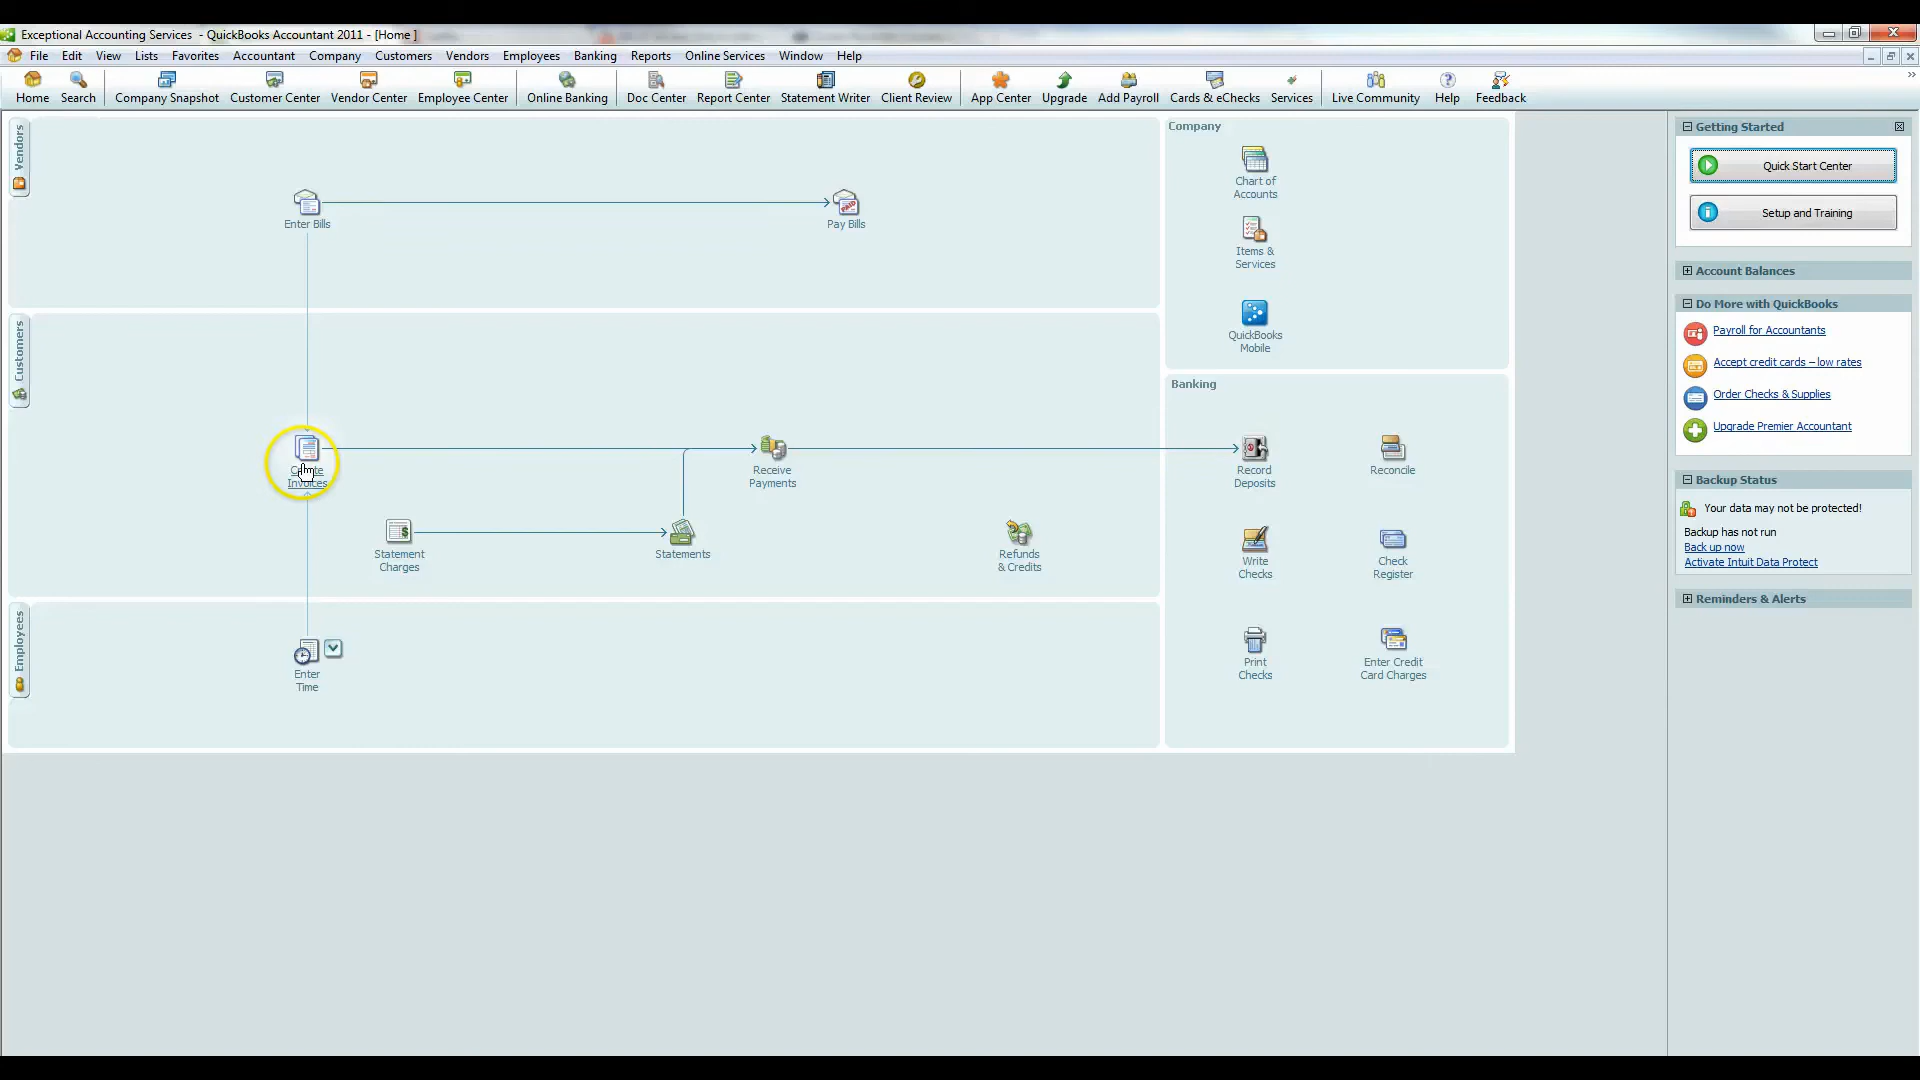 Exceptional Accounting Services - QuickBooks Accountant 2011 - [Home ]
File Edit View Lists Favorites Accountant Company Customers Vendors Employees Banking Reports Online Services Window Help
Home Search Company Snapshot Customer Center Vendor Center Employee Center Online Banking Doc Center Report Center Statement Writer Client Review App Center Upgrade Add Payroll Cards & eChecks Services Live Community Help Feedback
Vendors
Enter Bills
Pay Bills
Customers
Create
Invoices
Receive
Payments
Statement
Charges
Statements
Refunds
& Credits
Employees
Enter
Time
Company
Chart of
Accounts
Items &
Services
QuickBooks
Mobile
Banking
Record
Deposits
Reconcile
Write
Checks
Check
Register
Print
Checks
Enter Credit
Card Charges
Getting Started
Quick Start Center
Setup and Training
Account Balances
Do More with QuickBooks
Payroll for Accountants
Accept credit cards – low rates
Order Checks & Supplies
Upgrade Premier Accountant
Backup Status
Your data may not be protected!
Backup has not run
Back up now
Activate Intuit Data Protect
Reminders & Alerts